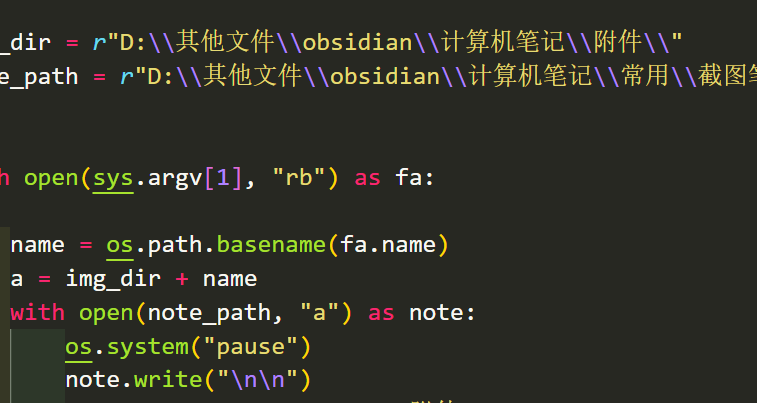 _dir = r"D:\\其他文件\\obsidian\\计算机笔记\\附件\\"
e_path = r"D:\\其他文件\\obsidian\\计算机笔记\\常用\\截图
h open(sys.argv[1], "rb") as fa:
name = os.path.basename(fa.name)
a = img_dir + name
with open(note_path, "a") as note:
os.system("pause")
note.write("\n\n")